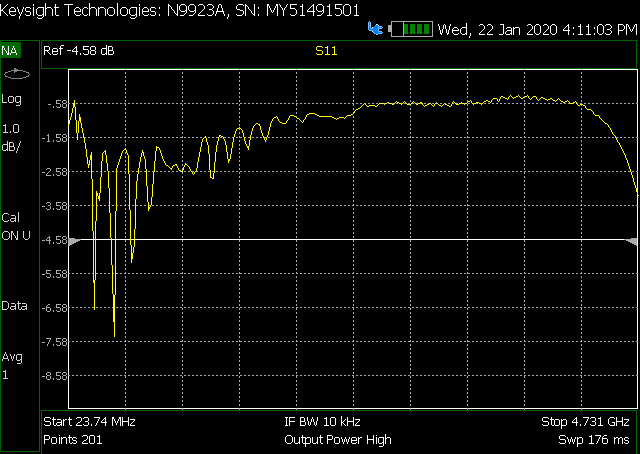 Keysight Technologies: N9923A, SN: MY51491501
Wed, 22 Jan 2020 4:11:03 PM
NA
Ref -4.58 dB
S11
Log
1.0
dB/
Cal
ON U
Data
Avg
1
-.58
-1.58
-2.58
-3.58
-4.58
-5.58
-6.58
-7.58
-8.58
Start 23.74 MHz
IF BW 10 kHz
Stop 4.731 GHz
Points 201
Output Power High
Swp 176 ms